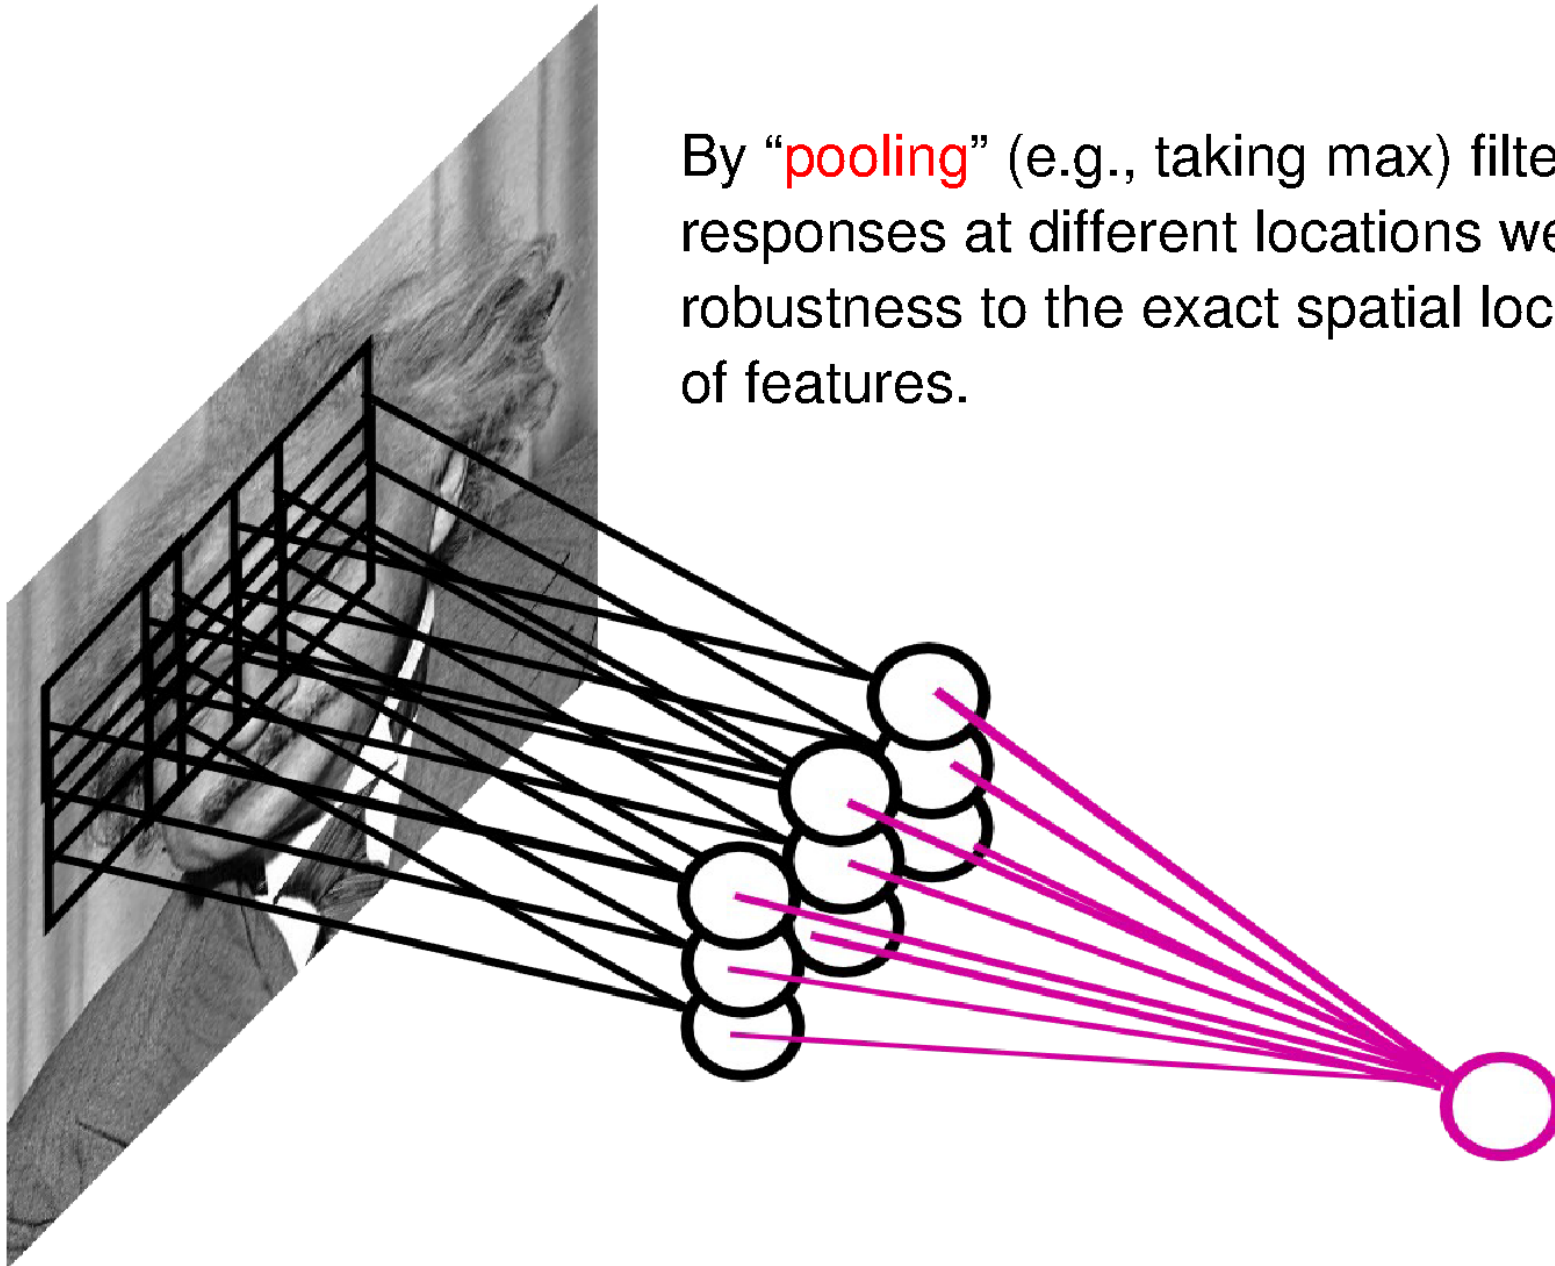 By “pooling” (e.g., taking max) filte
responses at different locations we
robustness to the exact spatial loc
of features.